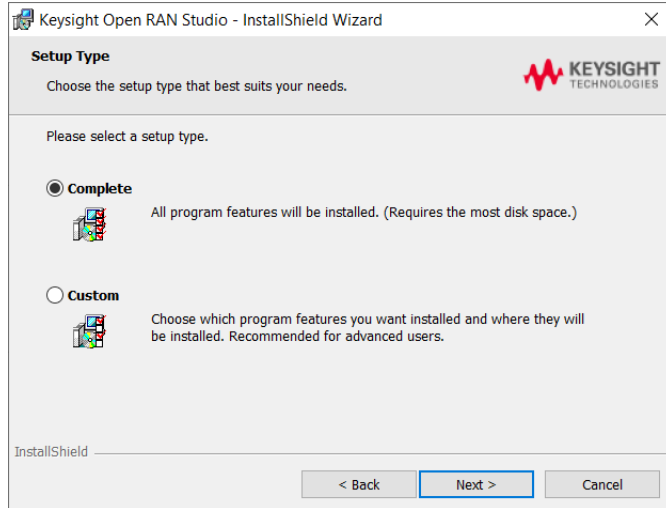 Keysight Open RAN Studio - InstallShield Wizard
Setup Type
Choose the setup type that best suits your needs.
KEYSIGHT
TECHNOLOGIES
Please select a setup type.
Complete
All program features will be installed. (Requires the most disk space.)
Custom
Choose which program features you want installed and where they will
be installed. Recommended for advanced users.
InstallShield
< Back
Next >
Cancel